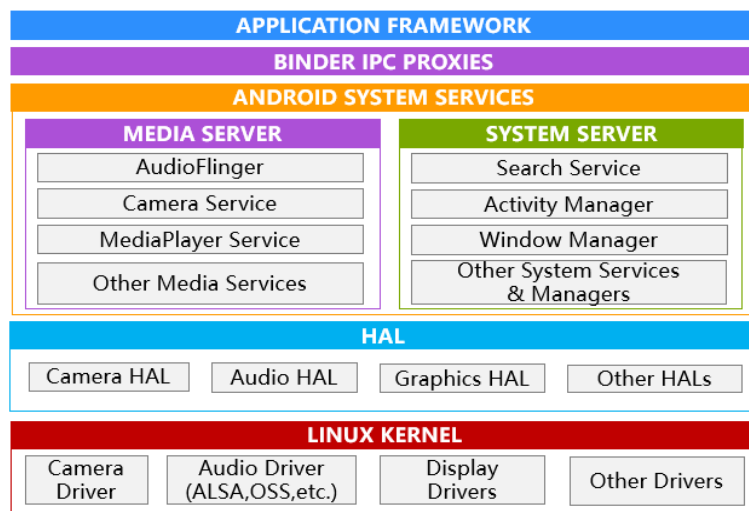 APPLICATION FRAMEWORK
BINDER IPC PROXIES
ANDROID SYSTEM SERVICES
MEDIA SERVER
AudioFlinger
Camera Service
MediaPlayer Service
Other Media Services
SYSTEM SERVER
Search Service
Activity Manager
Window Manager
Other System Services
& Managers
HAL
Camera HAL
Audio HAL
Graphics HAL
Other HALs
LINUX KERNEL
Camera
Driver
Audio Driver
(ALSA,OSS,etc.)
Display
Drivers
Other Drivers